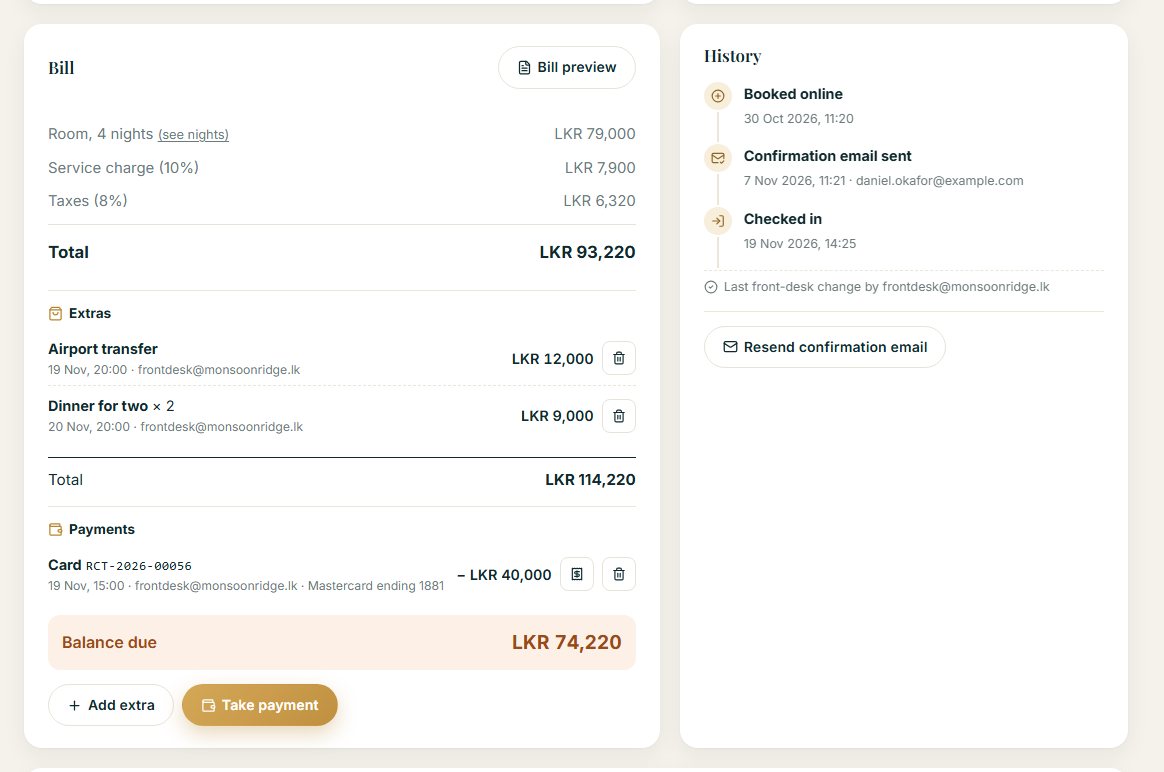 Bill
Bill preview
Room, 4 nights (see nights) LKR 79,000
Service charge (10%) LKR 7,900
Taxes (8%) LKR 6,320
Total LKR 93,220
Extras
Airport transfer LKR 12,000
19 Nov, 20:00 · frontdesk@monsoonridge.lk
Dinner for two × 2 LKR 9,000
20 Nov, 20:00 · frontdesk@monsoonridge.lk
Total LKR 114,220
Payments
Card RCT-2026-00056 – LKR 40,000
19 Nov, 15:00 · frontdesk@monsoonridge.lk · Mastercard ending 1881
Balance due LKR 74,220
Add extra
Take payment
History
Booked online
30 Oct 2026, 11:20
Confirmation email sent
7 Nov 2026, 11:21 · daniel.okafor@example.com
Checked in
19 Nov 2026, 14:25
Last front-desk change by frontdesk@monsoonridge.lk
Resend confirmation email